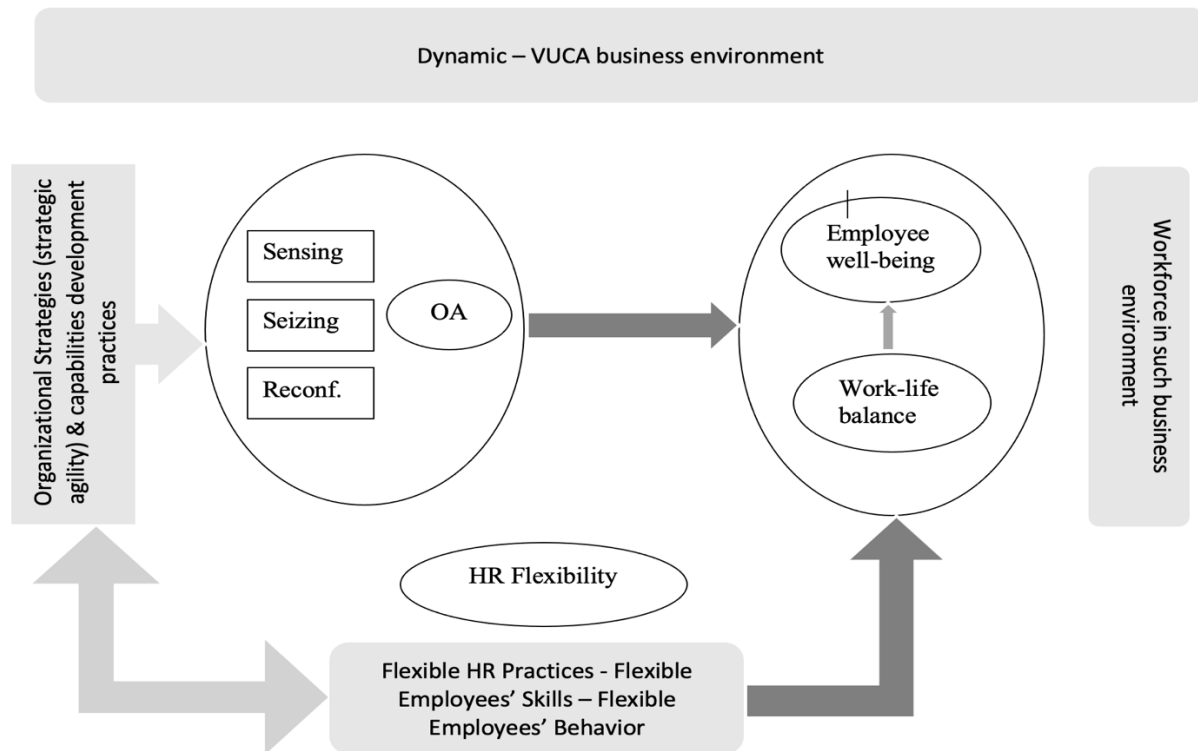 Dynamic – VUCA business environment
Organizational Strategies (strategic
agility) & capabilities development
practices
Sensing
Seizing
Reconf.
OA
Employee
well-being
Work-life
balance
Workforce in such business
environment
HR Flexibility
Flexible HR Practices - Flexible
Employees’ Skills – Flexible
Employees’ Behavior